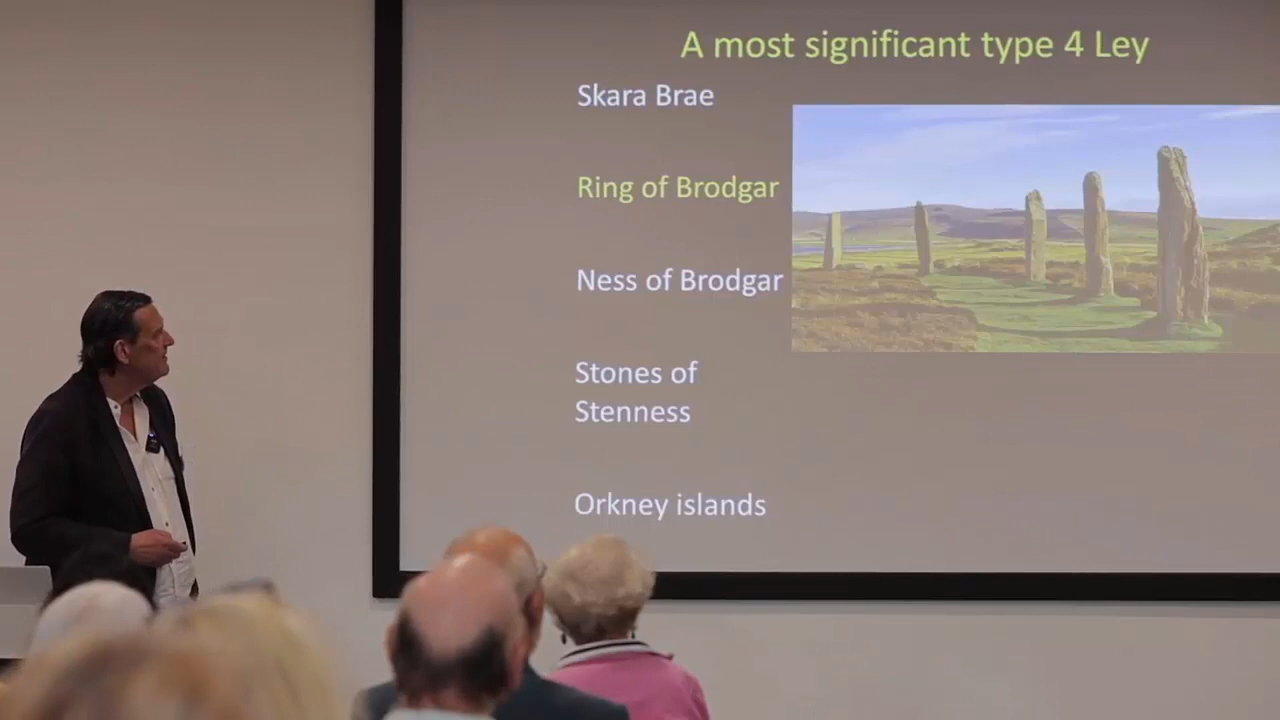 A most significant type 4 Ley
Skara Brae
Ring of Brodgar
Ness of Brodgar
Stones of
Stenness
Orkney islands